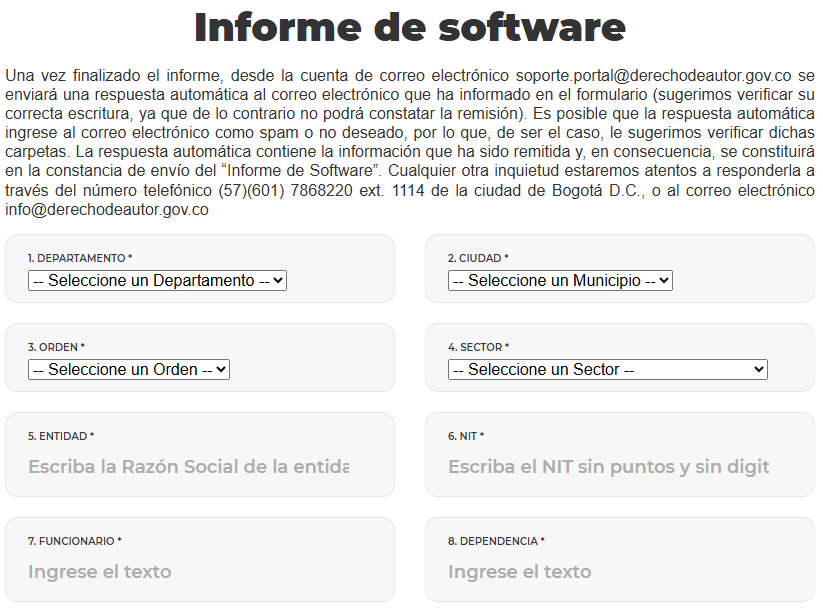 Informe de software
Una vez finalizado el informe, desde la cuenta de correo electrónico soporte.portal@derechodeautor.gov.co se
enviará una respuesta automática al correo electrónico que ha informado en el formulario (sugerimos verificar su
correcta escritura, ya que de lo contrario no podrá constatar la remisión). Es posible que la respuesta automática
ingrese al correo electrónico como spam o no deseado, por lo que, de ser el caso, le sugerimos verificar dichas
carpetas. La respuesta automática contiene la información que ha sido remitida y, en consecuencia, se constituirá
en la constancia de envío del “Informe de Software”. Cualquier otra inquietud estaremos atentos a responderla a
través del número telefónico (57)(601) 7868220 ext. 1114 de la ciudad de Bogotá D.C., o al correo electrónico
info@derechodeautor.gov.co
1. DEPARTAMENTO *
-- Seleccione un Departamento --
2. CIUDAD *
-- Seleccione un Municipio --
3. ORDEN *
-- Seleccione un Orden --
4. SECTOR *
-- Seleccione un Sector --
5. ENTIDAD *
Escriba la Razón Social de la entida
6. NIT *
Escriba el NIT sin puntos y sin digit
7. FUNCIONARIO *
Ingrese el texto
8. DEPENDENCIA *
Ingrese el texto